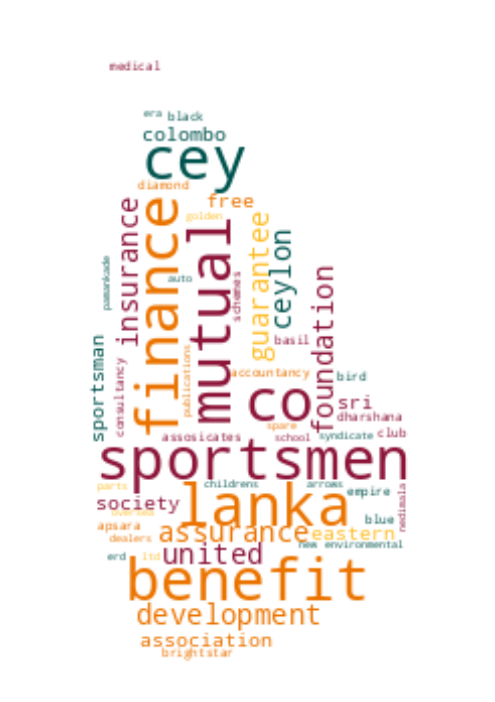 medical
era
black
colombo
cey
diamond
free
golden
insurance
finance
mutual
guarantee
ceylon
pamankade
auto
schemes
foundation
basil
sportsman
consultancy
publications
accountancy
bird
co
sri
dharshana
spare
assosicates
school
syndicate
club
sportsmen
parts
childrens
arrows
empire
nedimala
lanka
society
oversea
blue
apsara
assurance
eastern
dealers
new
environmental
erd
ltd
united
benefit
development
association
brightstar